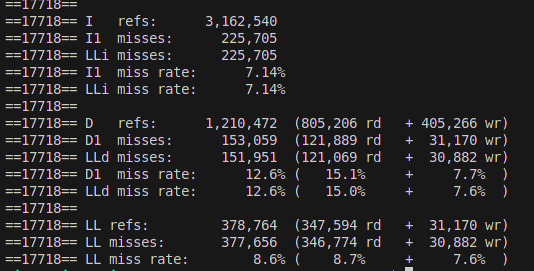 ==17718==
==17718== I   refs:      3,162,540
==17718== I1  misses:      225,705
==17718== LLi misses:      225,705
==17718== I1  miss rate:      7.14%
==17718== LLi miss rate:      7.14%
==17718==
==17718== D   refs:      1,210,472  (805,206 rd   + 405,266 wr)
==17718== D1  misses:      153,059  (121,889 rd   +  31,170 wr)
==17718== LLd misses:      151,951  (121,069 rd   +  30,882 wr)
==17718== D1  miss rate:      12.6% (   15.1%     +    7.7%  )
==17718== LLd miss rate:      12.6% (   15.0%     +    7.6%  )
==17718==
==17718== LL refs:         378,764  (347,594 rd   +  31,170 wr)
==17718== LL misses:       377,656  (346,774 rd   +  30,882 wr)
==17718== LL miss rate:        8.6% (    8.7%     +    7.6%  )